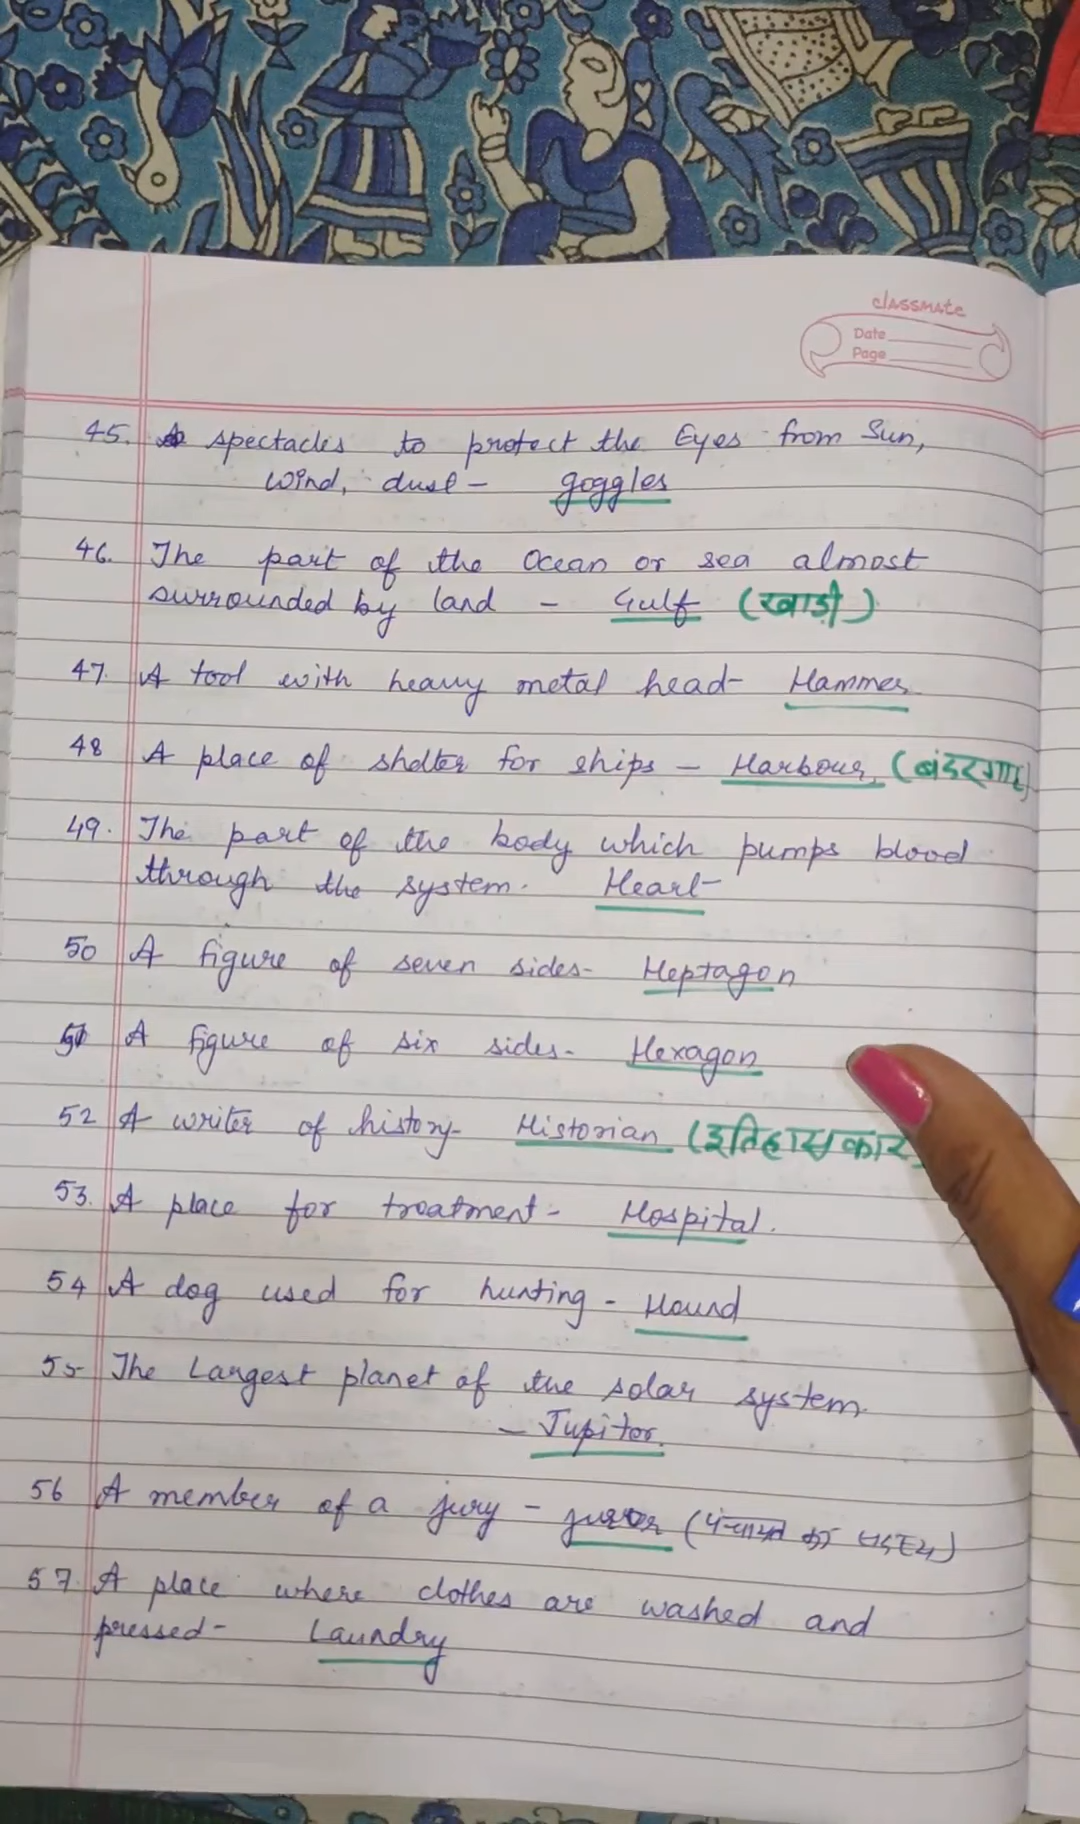 classmate
Date
Page
45. spectacles to protect the Eyes from Sun,
wind, dust - goggles
46. The part of the Ocean or sea almost
surrounded by land - Gulf (खाड़ी)
47. A tool with heavy metal head - Hammer
48 A place of shelter for ships - Harbour. (बंदरगाह)
49. The part of the body which pumps blood
through the system. Heart
50 A figure of seven sides - Heptagon
51 A figure of six sides - Hexagon
52 A writer of history - Historian (इतिहासकार
53. A place for treatment - Hospital.
54 A dog used for hunting - Hound
55 The Largest planet of the solar system
- Jupiter.
56 A member of a jury - (पंचायत का सदस्य)
57 A place where clothes are washed and
pressed - Laundry